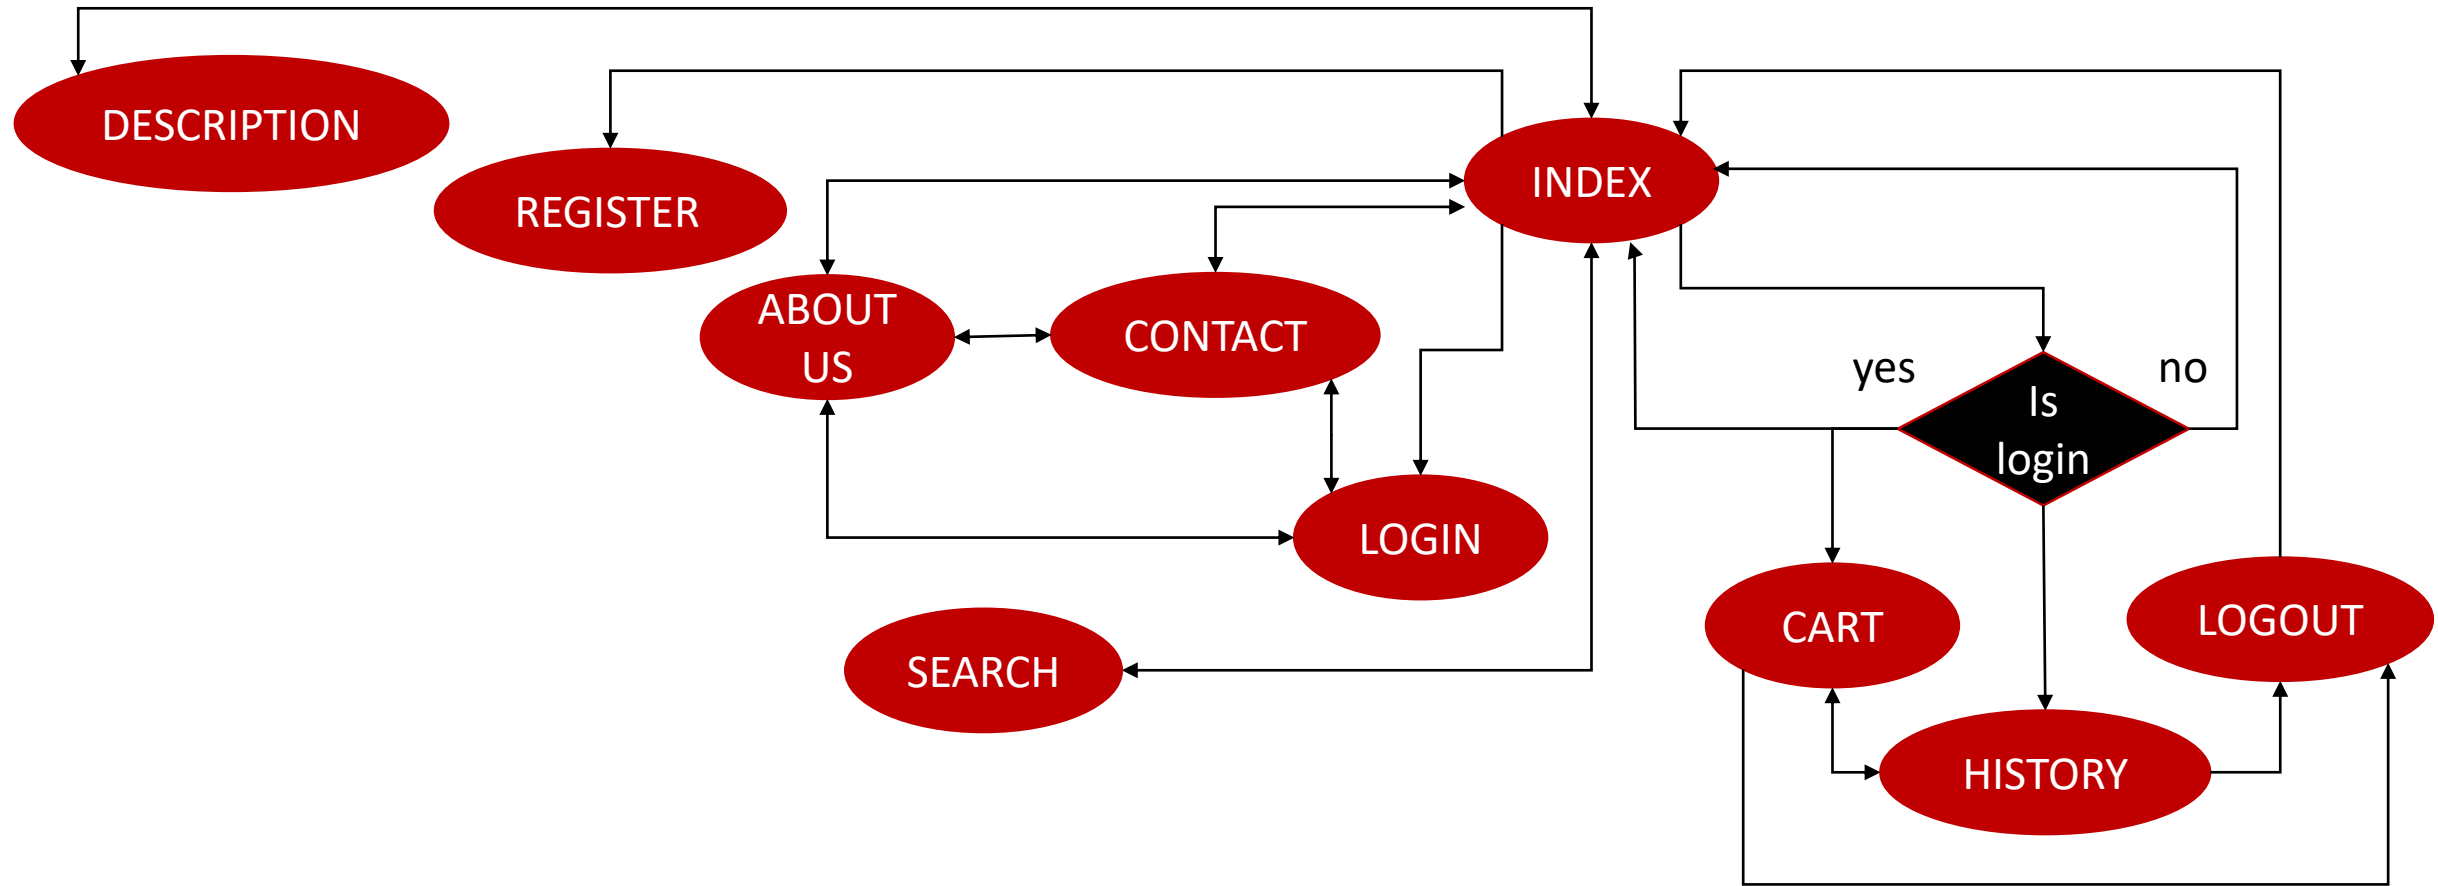 DESCRIPTION
REGISTER
INDEX
ABOUT
US
CONTACT
yes
no
Is
login
LOGIN
SEARCH
CART
LOGOUT
HISTORY